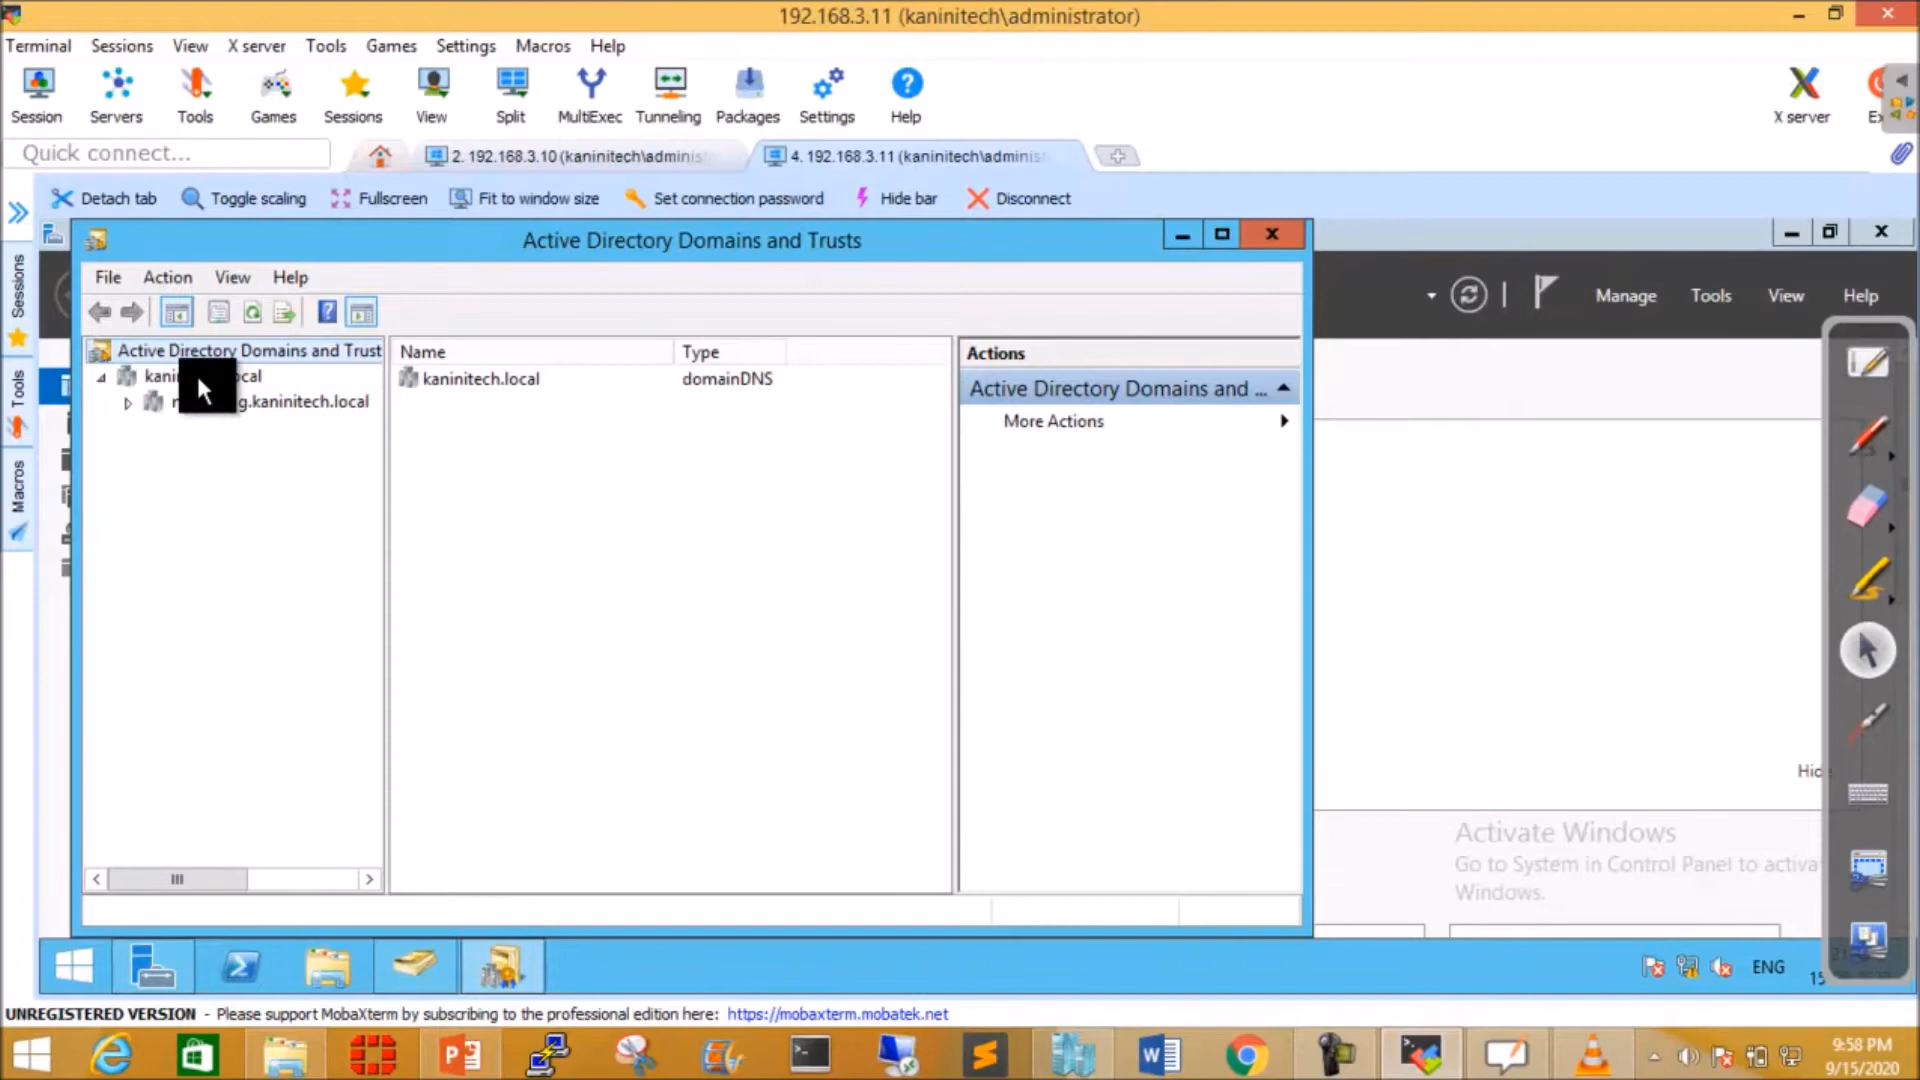 192.168.3.11 (kaninitech\administrator)
Terminal Sessions View X server Tools Games Settings Macros Help
Session Servers Tools Games Sessions View Split MultiExec Tunneling Packages Settings Help X server
Quick connect...
2. 192.168.3.10 (kaninitech\adminis
4. 192.168.3.11 (kaninitech\adminis
Detach tab Toggle scaling Fullscreen Fit to window size Set connection password Hide bar Disconnect
Active Directory Domains and Trusts
File Action View Help
Manage Tools View Help
Sessions
Tools
Macros
Active Directory Domains and Trust
g.kaninitech.local
Name Type
kaninitech.local domainDNS
Actions
Active Directory Domains and ...
More Actions
Activate Windows
Go to System in Control Panel to activa
Windows.
ENG
UNREGISTERED VERSION - Please support MobaXterm by subscribing to the professional edition here: https://mobaxterm.mobatek.net
9:58 PM
9/15/2020